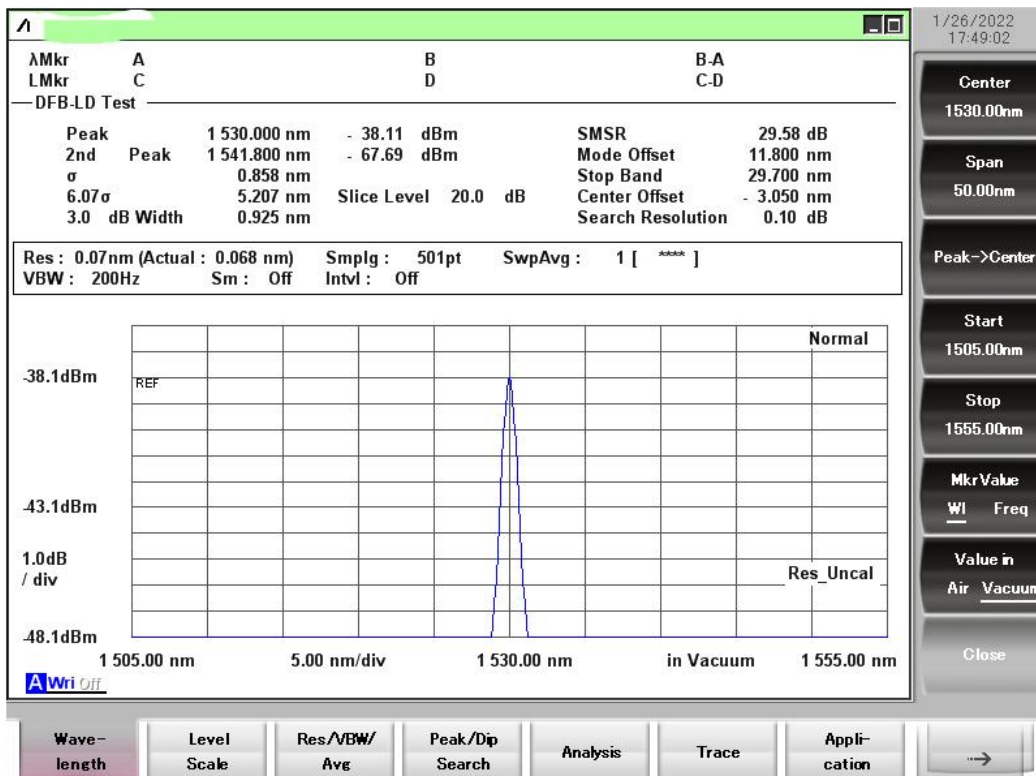 1/26/2022
17:49:02
λMkr A B B-A
LMkr C D C-D
DFB-LD Test
Peak 1 530.000 nm - 38.11 dBm SMSR 29.58 dB
2nd Peak 1 541.800 nm - 67.69 dBm Mode Offset 11.800 nm
σ 0.858 nm Stop Band 29.700 nm
6.07σ 5.207 nm Slice Level 20.0 dB Center Offset - 3.050 nm
3.0 dB Width 0.925 nm Search Resolution 0.10 dB
Res : 0.07nm (Actual : 0.068 nm) Smplg : 501pt SwpAvg : 1 [ **** ]
VBW : 200Hz Sm : Off Intvl : Off
Normal
-38.1dBm REF
-43.1dBm
1.0dB
/ div
Res_Uncal
-48.1dBm
1 505.00 nm 5.00 nm/div 1 530.00 nm in Vacuum 1 555.00 nm
A Wri Off
Center
1530.00nm
Span
50.00nm
Peak->Center
Start
1505.00nm
Stop
1555.00nm
Mkr Value
Wl Freq
Value in
Air Vacuum
Close
Wave-
length
Level
Scale
Res/VBW/
Avg
Peak/Dip
Search
Analysis
Trace
Appli-
cation